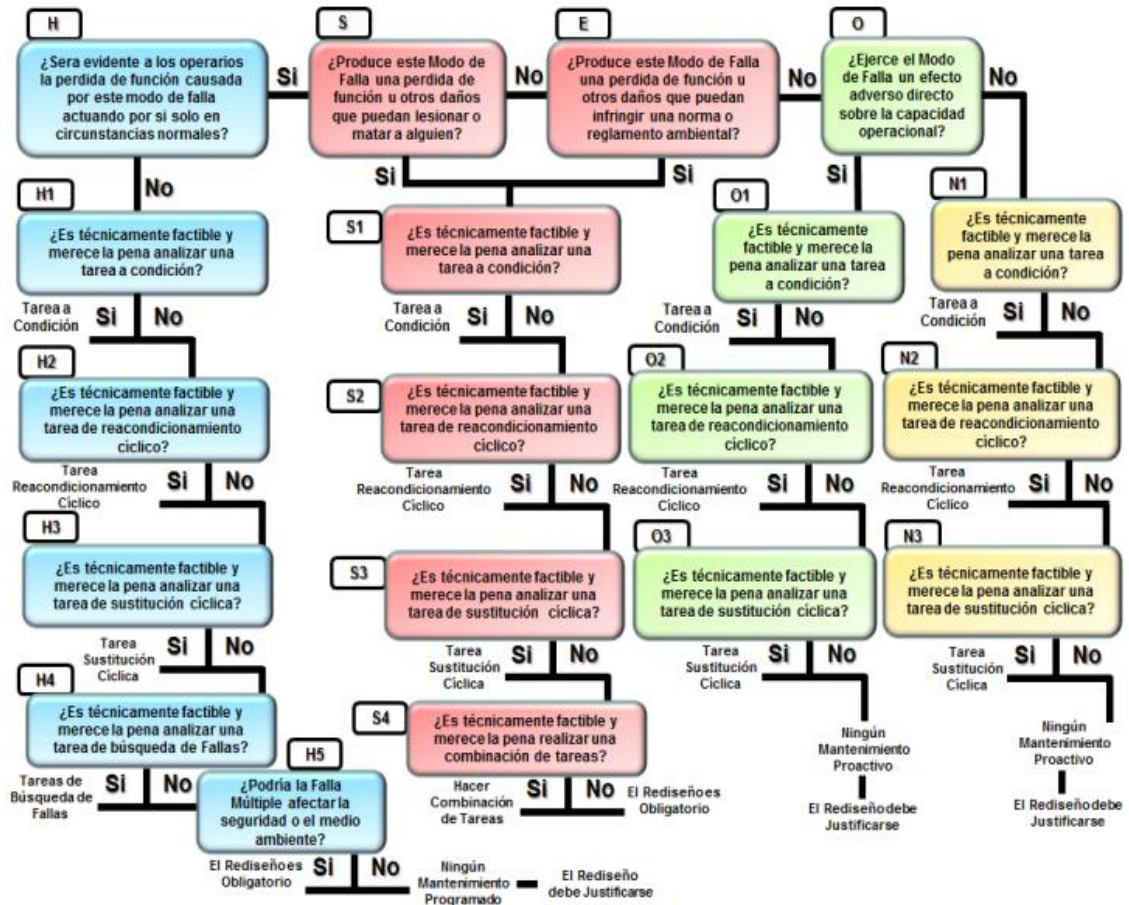 H
¿Sera evidente a los operarios
la perdida de función causada
por este modo de falla
actuando por si solo en
circunstancias normales?
Si
S
¿Produce este Modo de
Falla una perdida de
función u otros daños
que puedan lesionar o
matar a alguien?
No
E
¿Produce este Modo de Falla
una perdida de función u
otros daños que puedan
infringir una norma o
reglamento ambiental?
No
O
¿Ejerce el Modo
de Falla un efecto
adverso directo
sobre la capacidad
operacional?
No
No
Si
Si
Si
No
H1
¿Es técnicamente factible y
merece la pena analizar una
tarea a condición?
S1
¿Es técnicamente factible y
merece la pena analizar una
tarea a condición?
O1
¿Es técnicamente
factible y merece la
pena analizar una tarea
a condición?
N1
¿Es técnicamente
factible y merece la
pena analizar una tarea
a condición?
Tarea a
Condición
Si No
Tarea a
Condición
Si No
Tarea a
Condición
Si No
Tarea a
Condición
Si No
H2
¿Es técnicamente factible y
merece la pena analizar una
tarea de reacondicionamiento
cíclico?
S2
¿Es técnicamente factible y
merece la pena analizar una
tarea de reacondicionamiento
cíclico?
O2
¿Es técnicamente factible y
merece la pena analizar una
tarea de reacondicionamiento
cíclico?
N2
¿Es técnicamente factible y
merece la pena analizar una
tarea de reacondicionamiento
cíclico?
Tarea
Reacondicionamiento
Cíclico
Si No
Tarea
Reacondicionamiento
Cíclico
Si No
Tarea
Reacondicionamiento
Cíclico
Si No
Tarea
Reacondicionamiento
Cíclico
Si No
H3
¿Es técnicamente factible y
merece la pena analizar una
tarea de sustitución cíclica?
S3
¿Es técnicamente factible y
merece la pena analizar una
tarea de sustitución cíclica?
O3
¿Es técnicamente factible y
merece la pena analizar una
tarea de sustitución cíclica?
N3
¿Es técnicamente factible y
merece la pena analizar una
tarea de sustitución cíclica?
Tarea
Sustitución
Cíclica
Si No
Tarea
Sustitución
Cíclica
Si No
Tarea
Sustitución
Cíclica
Si No
Tarea
Sustitución
Cíclica
Si No
H4
¿Es técnicamente factible y
merece la pena analizar una
tarea de búsqueda de Fallas?
S4
¿Es técnicamente factible y
merece la pena realizar una
combinación de tareas?
Ningún
Mantenimiento
Proactivo
El Rediseño debe
Justificarse
Ningún
Mantenimiento
Proactivo
El Rediseño debe
Justificarse
Tareas de
Búsqueda de
Fallas
Si No
H5
¿Podría la Falla
Múltiple afectar la
seguridad o el medio
ambiente?
Hacer
Combinación
de Tareas
Si No
El Rediseño es
Obligatorio
El Rediseño es
Obligatorio
Si No
Ningún
Mantenimiento
Programado
El Rediseño
debe Justificarse